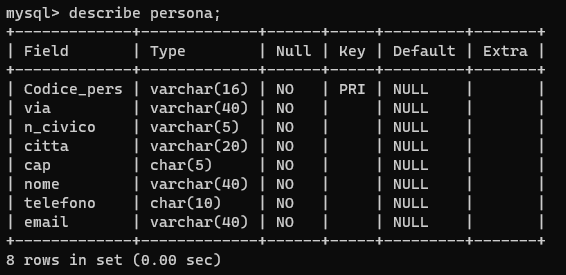 mysql> describe persona;
+-------------+-------------+------+-----+---------+-------+
| Field       | Type        | Null | Key | Default | Extra |
+-------------+-------------+------+-----+---------+-------+
| Codice_pers | varchar(16) | NO   | PRI | NULL    |       |
| via         | varchar(40) | NO   |     | NULL    |       |
| n_civico    | varchar(5)  | NO   |     | NULL    |       |
| citta       | varchar(20) | NO   |     | NULL    |       |
| cap         | char(5)     | NO   |     | NULL    |       |
| nome        | varchar(40) | NO   |     | NULL    |       |
| telefono    | char(10)    | NO   |     | NULL    |       |
| email       | varchar(40) | NO   |     | NULL    |       |
+-------------+-------------+------+-----+---------+-------+
8 rows in set (0.00 sec)